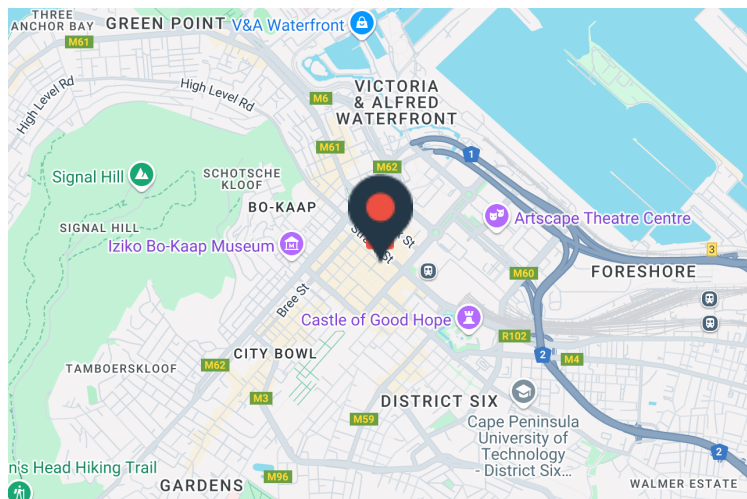 THREE
ANCHOR BAY
GREEN POINT
V&A Waterfront
M61
High Level Rd
High Level Rd
M6
VICTORIA
& ALFRED
WATERFRONT
M61
M62
1
Signal Hill
SCHOTSCHE
KLOOF
BO-KAAP
SIGNAL HILL
Iziko Bo-Kaap Museum
Artscape Theatre Centre
St
St
3
M60
FORESHORE
Bree St
Castle of Good Hope
R102
CITY BOWL
2
M4
M62
TAMBOERSKLOOF
M3
DISTRICT SIX
M59
Cape Peninsula
University of
Technology
- District Six...
2
n's Head Hiking Trail
M96
GARDENS
WALMER ESTATE